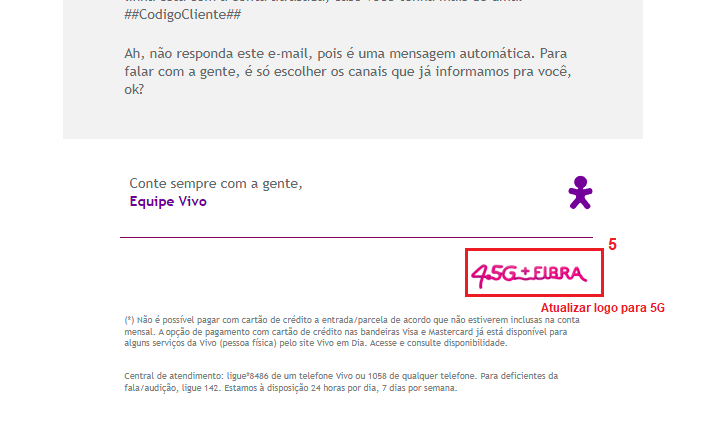 ##CodigoCliente##
Ah, não responda este e-mail, pois é uma mensagem automática. Para
falar com a gente, é só escolher os canais que já informamos pra você,
ok?
Conte sempre com a gente,
Equipe Vivo
5
4.5G + FIBRA
Atualizar logo para 5G
(*) Não é possível pagar com cartão de crédito a entrada/parcela de acordo que não estiverem inclusas na conta
mensal. A opção de pagamento com cartão de crédito nas bandeiras Visa e Mastercard já está disponível para
alguns serviços da Vivo (pessoa física) pelo site Vivo em Dia. Acesse e consulte disponibilidade.
Central de atendimento: ligue*8486 de um telefone Vivo ou 1058 de qualquer telefone. Para deficientes da
fala/audição, ligue 142. Estamos à disposição 24 horas por dia, 7 dias por semana.